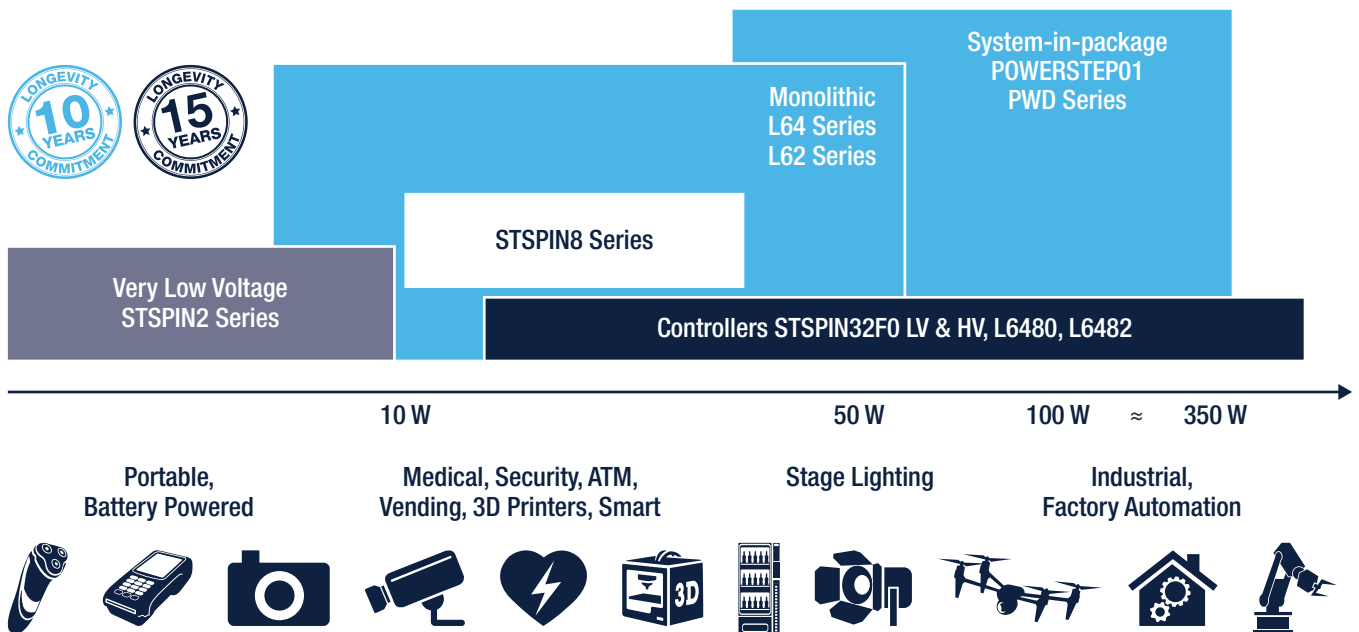 LONGEVITY
10
YEARS
COMMITMENT
LONGEVITY
15
YEARS
COMMITMENT
System-in-package
POWERSTEP01
PWD Series
Monolithic
L64 Series
L62 Series
STSPIN8 Series
Very Low Voltage
STSPIN2 Series
Controllers STSPIN32F0 LV & HV, L6480, L6482
10 W
50 W
100 W
≈
350 W
Portable,
Battery Powered
Medical, Security, ATM,
Vending, 3D Printers, Smart
Stage Lighting
Industrial,
Factory Automation
3D